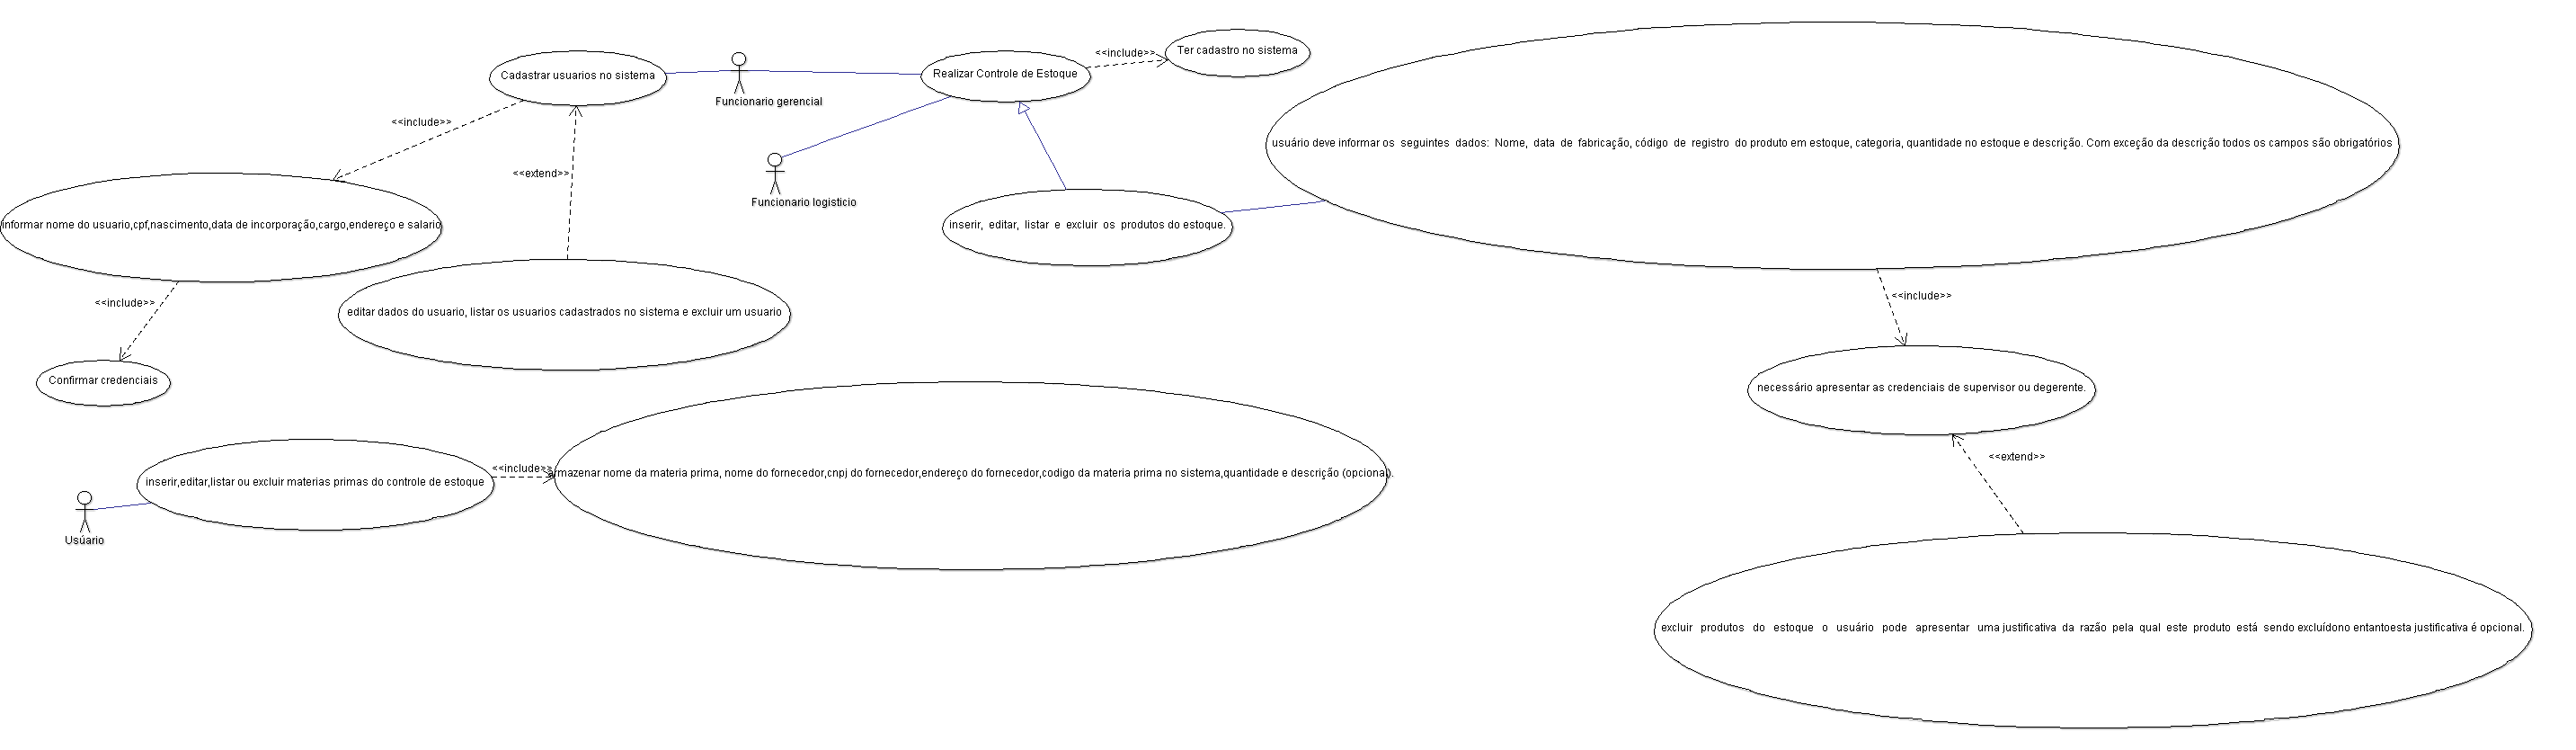 Cadastrar usuarios no sistema
Funcionario gerencial
Realizar Controle de Estoque
<<include>>
Ter cadastro no sistema
<<include>>
<<extend>>
Funcionario logisticio
usuário deve informar os seguintes dados: Nome, data de fabricação, código de registro do produto em estoque, categoria, quantidade no estoque e descrição. Com exceção da descrição todos os campos são obrigatórios
informar nome do usuario,cpf,nascimento,data de incorporação,cargo,endereço e salario
inserir, editar, listar e excluir os produtos do estoque.
<<include>>
<<include>>
editar dados do usuario, listar os usuarios cadastrados no sistema e excluir um usuario
Confirmar credenciais
necessário apresentar as credenciais de supervisor ou degerente.
<<extend>>
inserir,editar,listar ou excluir materias primas do controle de estoque
<<include>>
armazenar nome da materia prima, nome do fornecedor,cnpj do fornecedor,endereço do fornecedor,codigo da materia prima no sistema,quantidade e descrição (opcional).
Usúario
excluir produtos do estoque o usuário pode apresentar uma justificativa da razão pela qual este produto está sendo excluídono entantoesta justificativa é opcional.